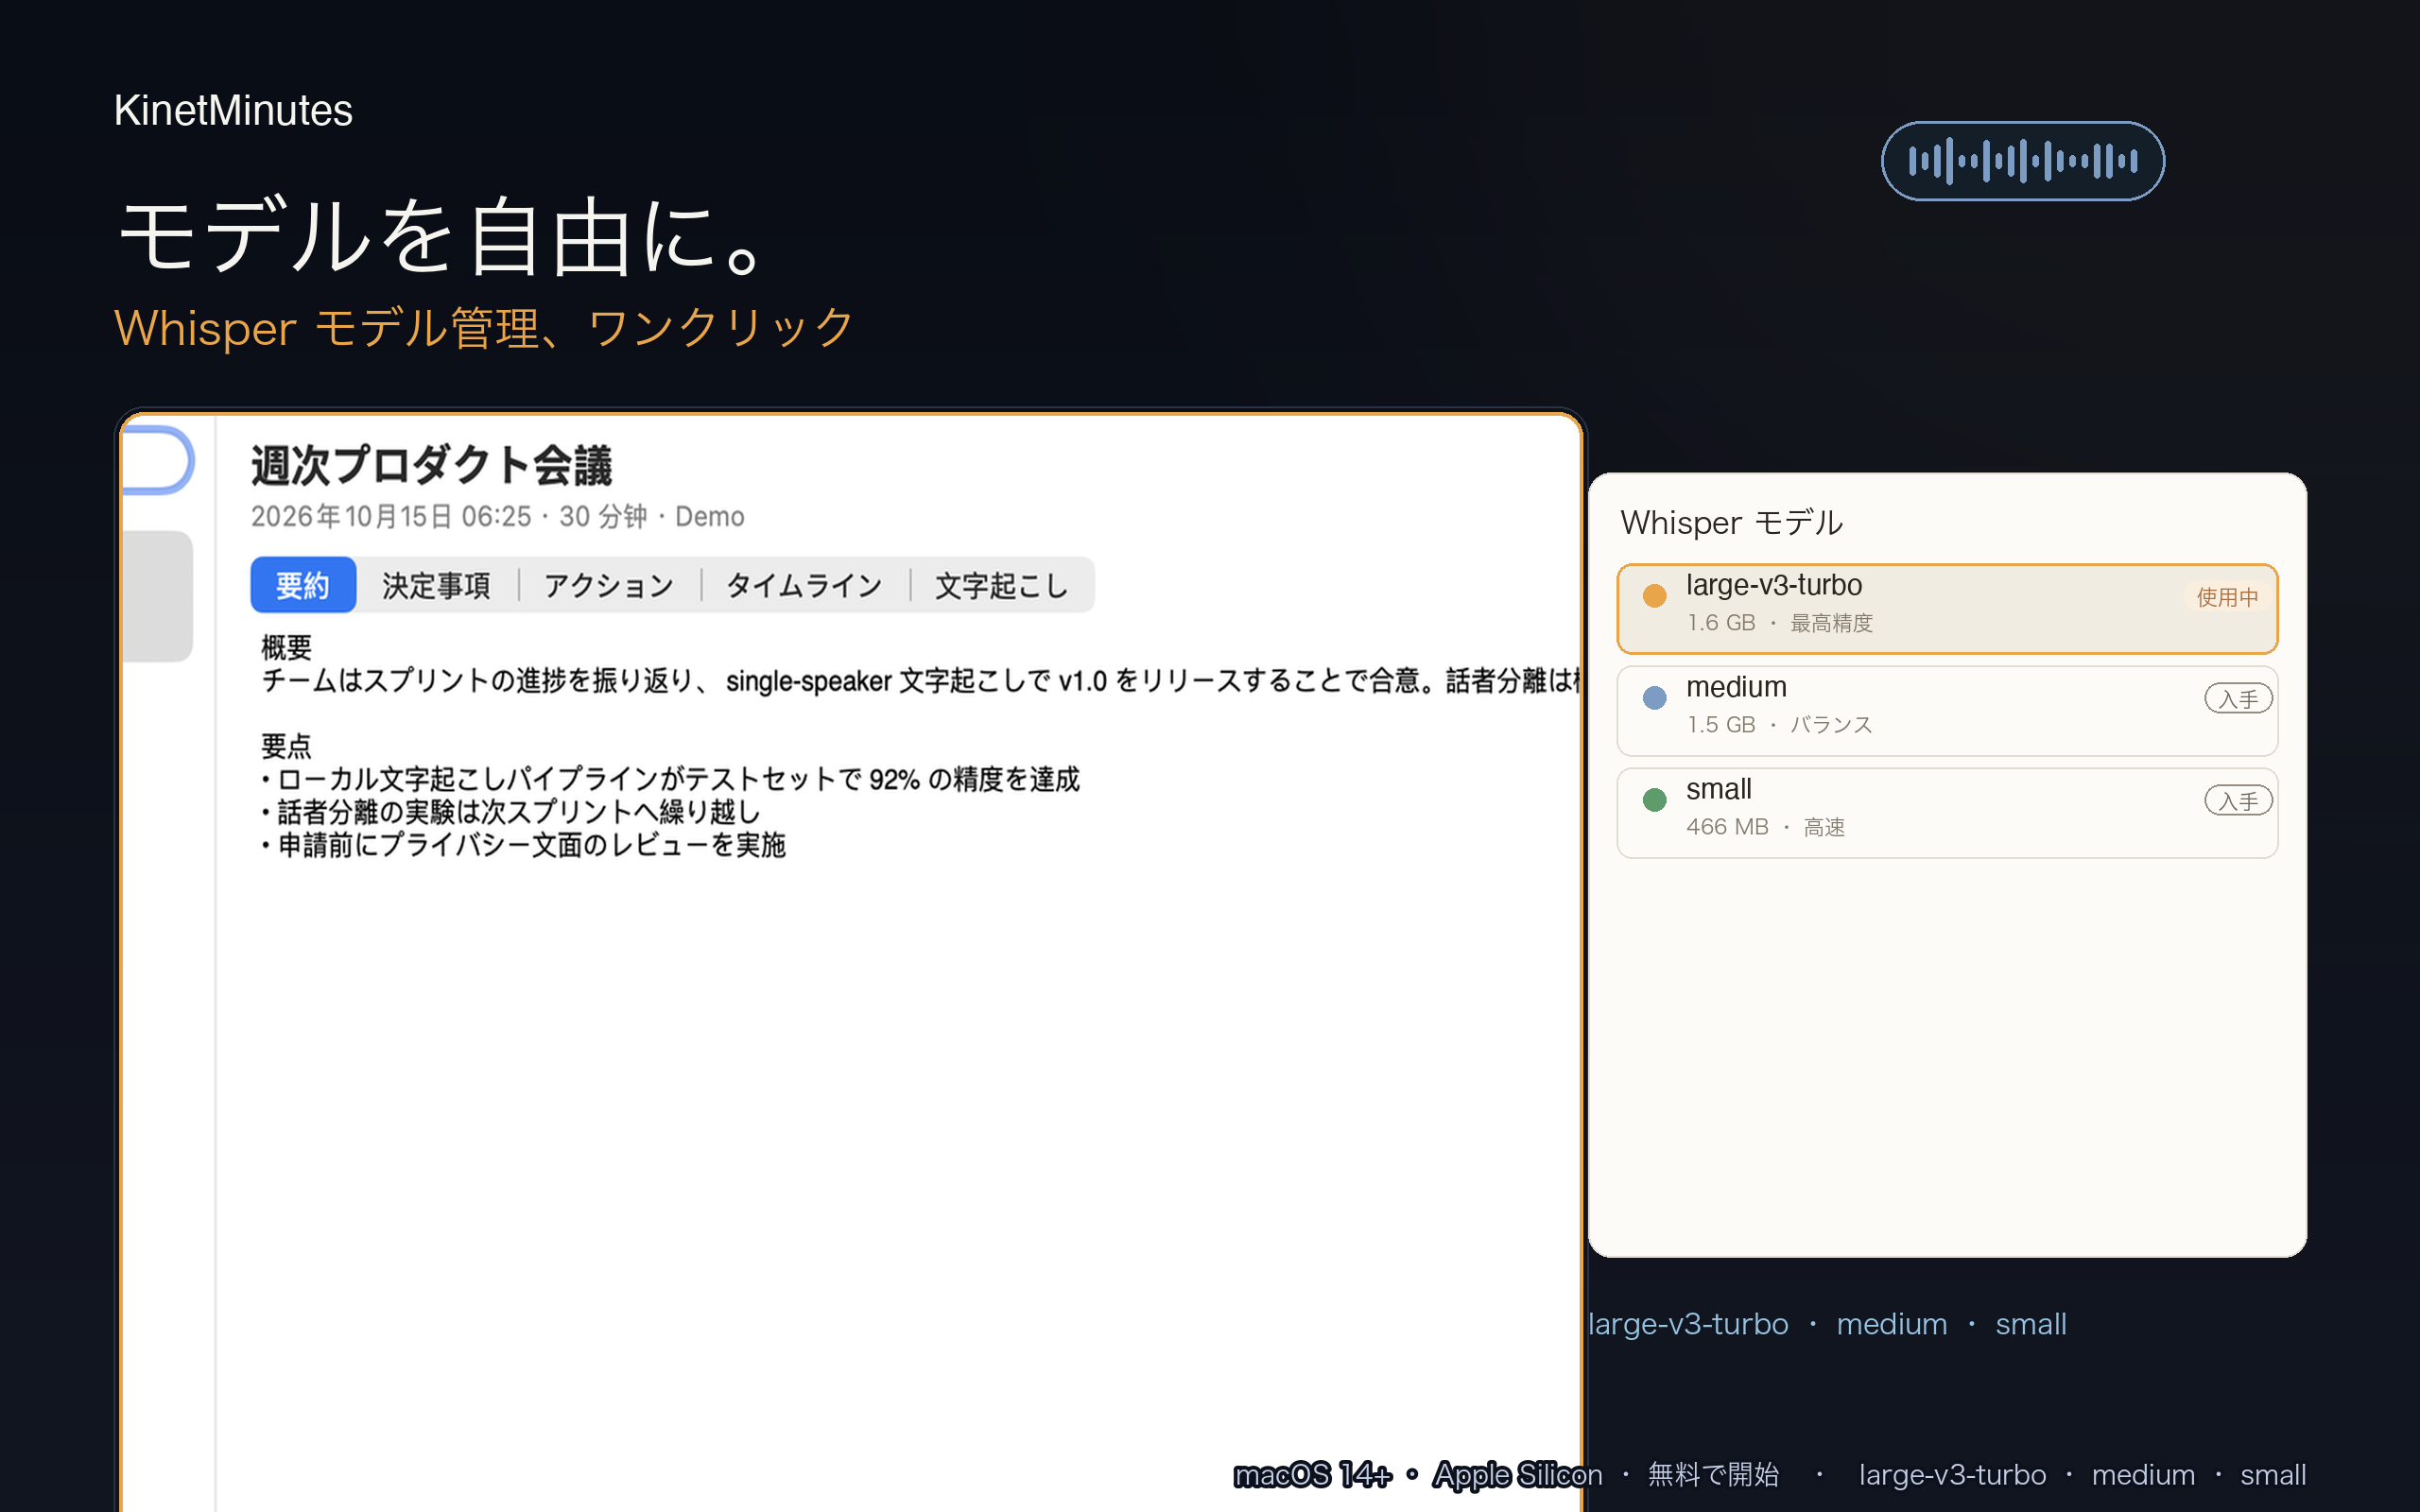 KinetMinutes
モデルを自由に。
Whisper モデル管理、ワンクリック
週次プロダクト会議
2026年10月15日 06:25 · 30 分钟 · Demo
要約 決定事項 アクション タイムライン 文字起こし
概要
チームはスプリントの進捗を振り返り、 single-speaker 文字起こしで v1.0 をリリースすることで合意。話者分離は
要点
• ローカル文字起こしパイプラインがテストセットで 92% の精度を達成
• 話者分離の実験は次スプリントへ繰り越し
• 申請前にプライバシー文面のレビューを実施
Whisper モデル
large-v3-turbo
使用中
1.6 GB ・ 最高精度
medium
入手
1.5 GB ・ バランス
small
入手
466 MB ・ 高速
large-v3-turbo ・ medium ・ small
macOS 14+ • Apple Silicon ・ 無料で開始 ・ large-v3-turbo ・ medium ・ small